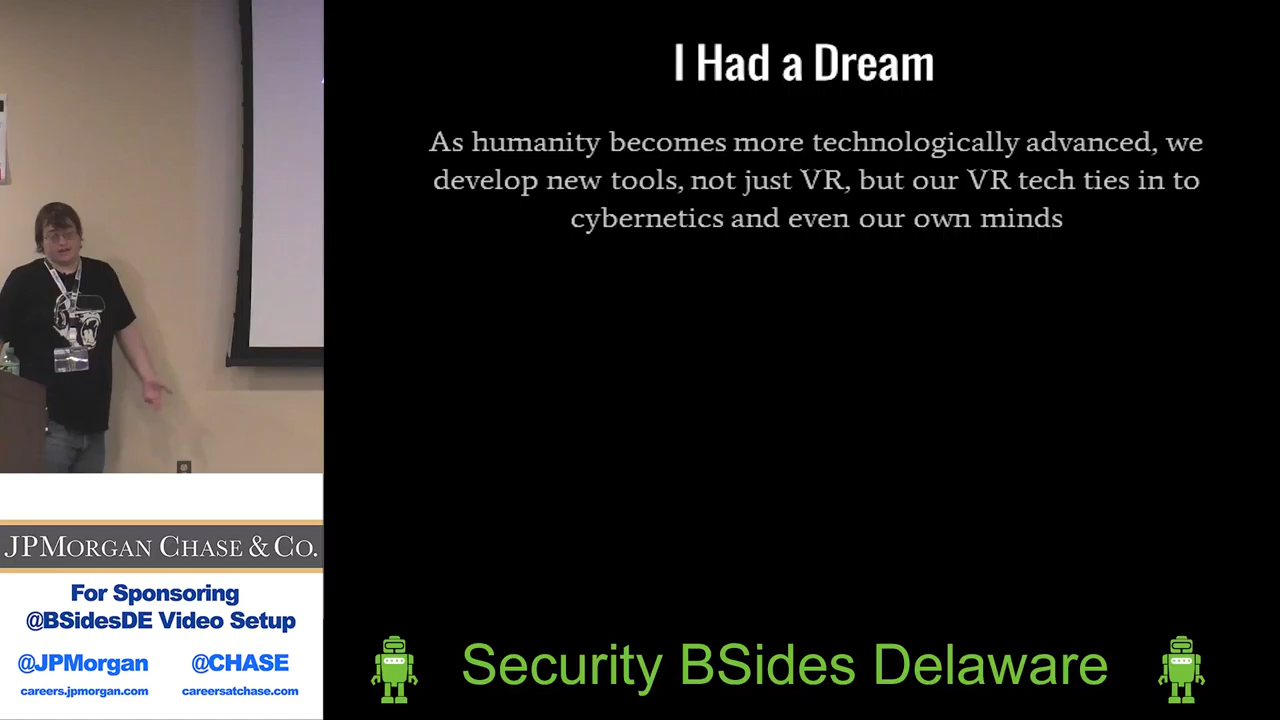 I Had a Dream
As humanity becomes more technologically advanced, we
develop new tools, not just VR, but our VR tech ties in to
cybernetics and even our own minds
JPMORGAN CHASE & CO.
For Sponsoring
@BSidesDE Video Setup
@JPMorgan @CHASE
careers.jpmorgan.com careersatchase.com
Security BSides Delaware